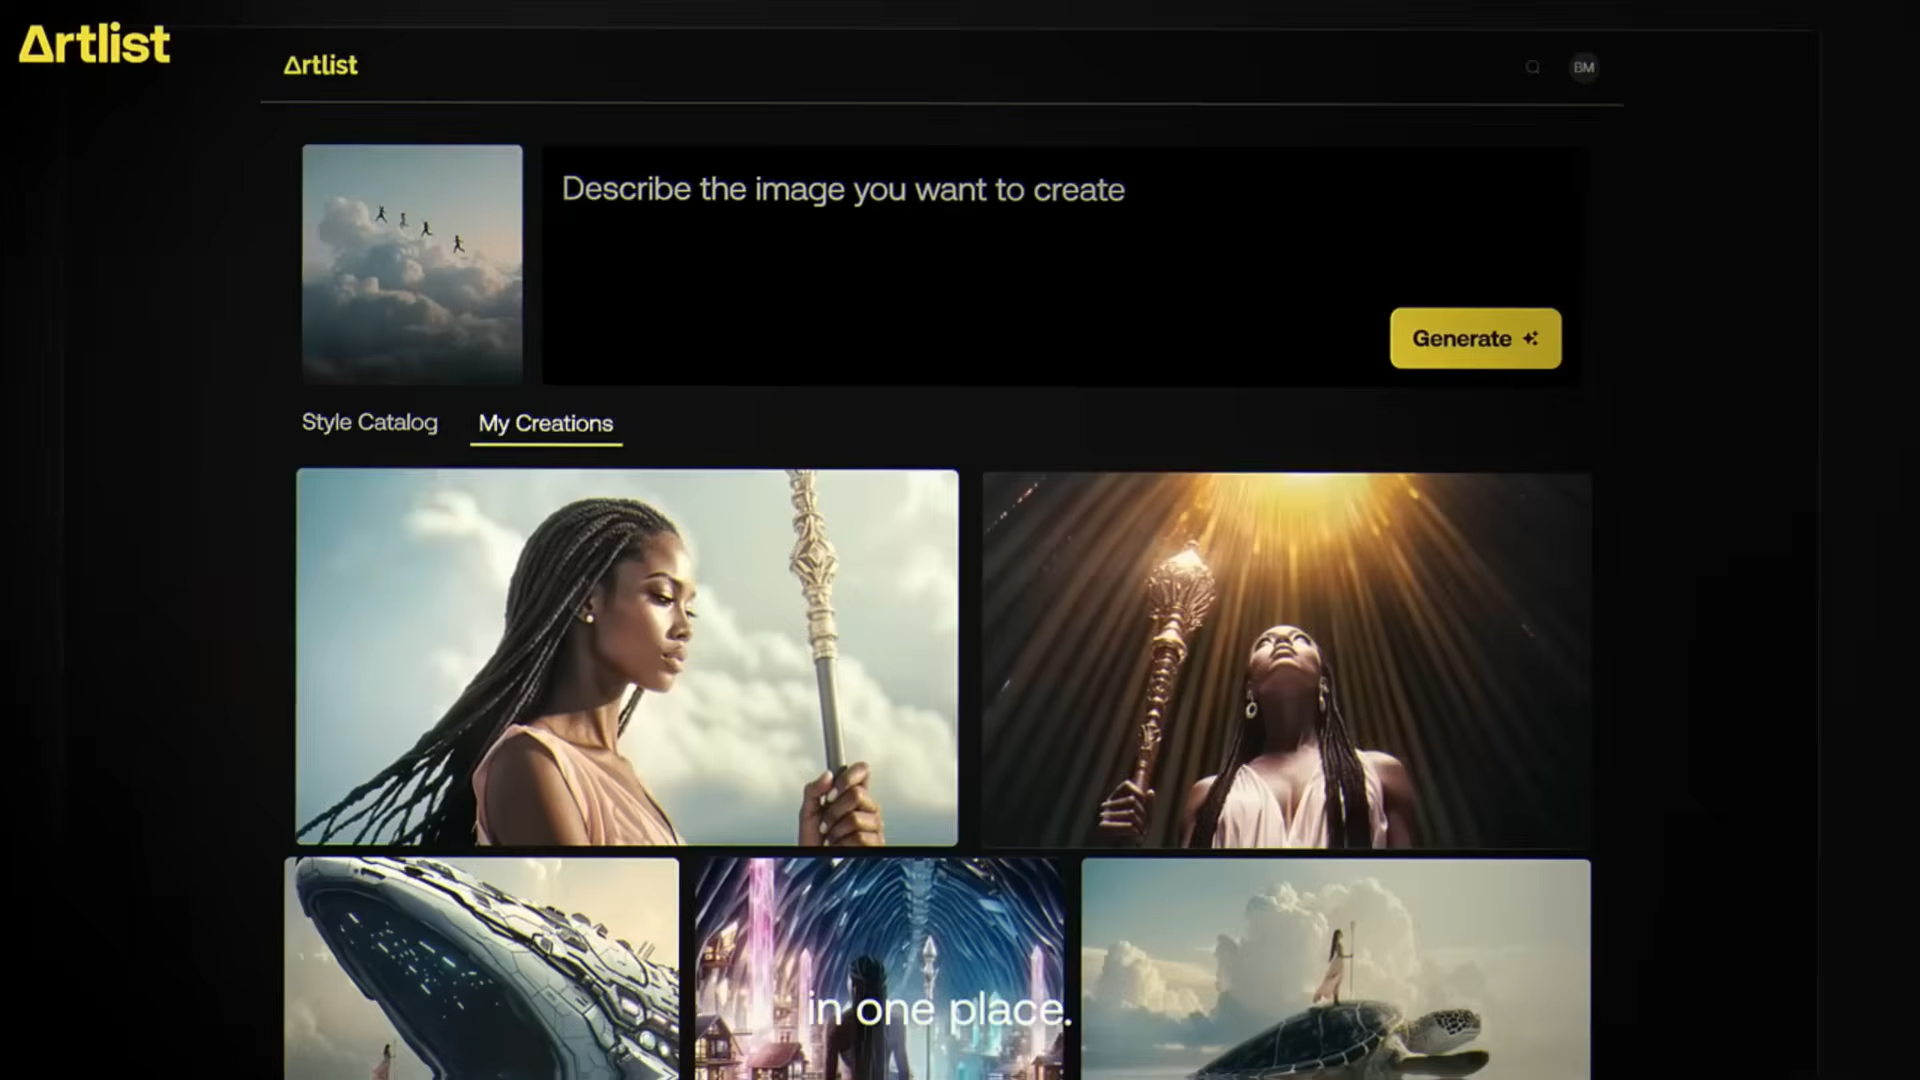 Artlist
Artlist
BM
Describe the image you want to create
Generate
Style Catalog
My Creations
in one place.